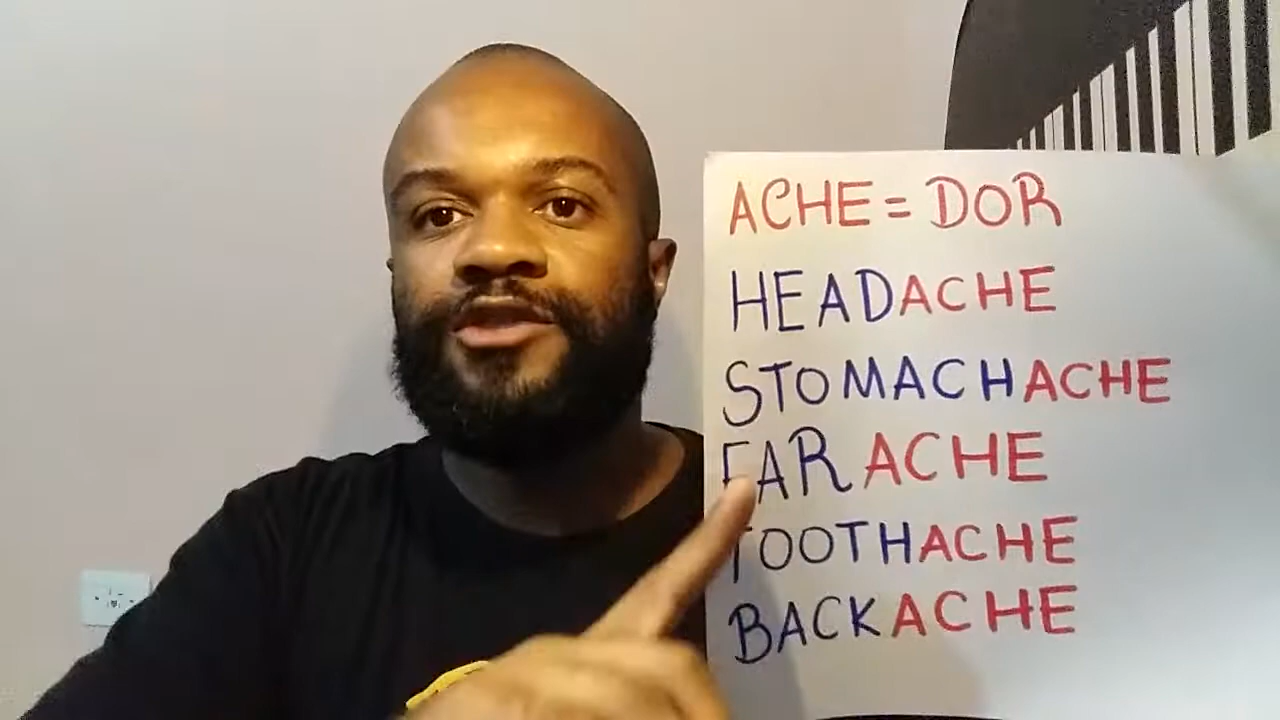 ACHE = DOR
HEADACHE
STOMACHACHE
EARACHE
TOOTHACHE
BACKACHE